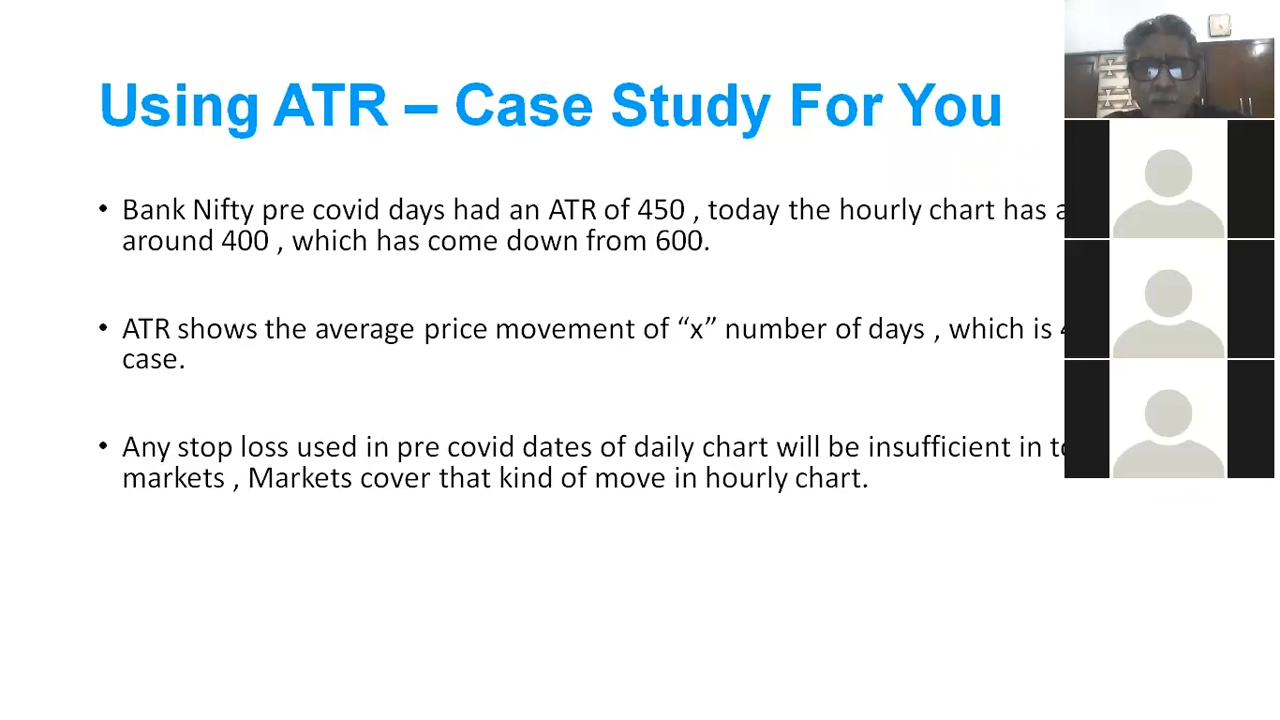 Using ATR – Case Study For You
• Bank Nifty pre covid days had an ATR of 450 , today the hourly chart has
around 400 , which has come down from 600.
• ATR shows the average price movement of “x” number of days , which is
case.
• Any stop loss used in pre covid dates of daily chart will be insufficient in
markets , Markets cover that kind of move in hourly chart.